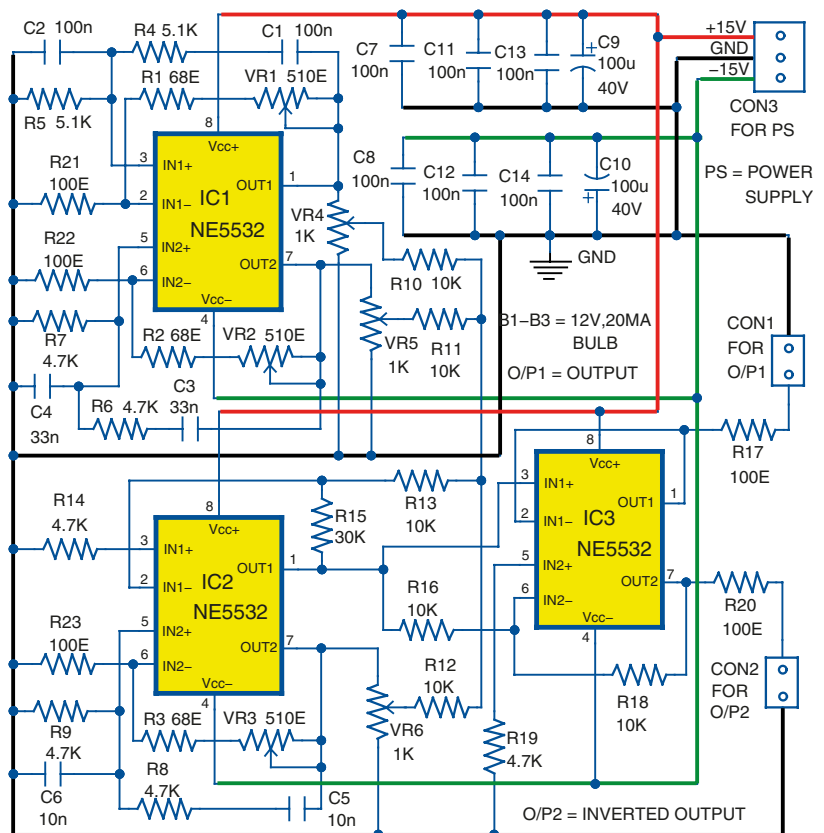 C2 100n
R4 5.1K
C1
100n
R1 68E
VR1 510E
R5 5.1K
8
Vcc+
3 IN1+
R21
100E
2 IN1-
IC1
NE5532
OUT1 1
R22
100E
5 IN2+
6 IN2-
OUT2 7
Vcc-
4
R7
4.7K
R2 68E
VR2 510E
C4
33n
R6 4.7K
C3
33n
VR4
1K
VR5
1K
R10
10K
R11
10K
C7
100n
C11
100n
C13
100n
+
C9
100u
40V
C8
100n
C12
100n
C14
100n
C10
100u
+
40V
GND
+15V
GND
−15V
CON3
FOR PS
PS = POWER
SUPPLY
B1−B3 = 12V,20MA
BULB
O/P1 = OUTPUT
CON1
FOR
O/P1
R17
100E
R14
4.7K
8
Vcc+
3 IN1+
2 IN1-
IC2
NE5532
OUT1 1
R23
100E
5 IN2+
6 IN2-
OUT2 7
Vcc-
4
R9
4.7K
R3 68E
VR3 510E
C6
10n
R8
4.7K
C5
10n
R15
30K
R13
10K
R16
10K
R12
10K
VR6
1K
8
Vcc+
3 IN1+
2 IN1-
OUT1 1
IC3
NE5532
5 IN2+
6 IN2-
OUT2 7
Vcc-
4
R20
100E
R18
10K
R19
4.7K
CON2
FOR
O/P2
O/P2 = INVERTED OUTPUT